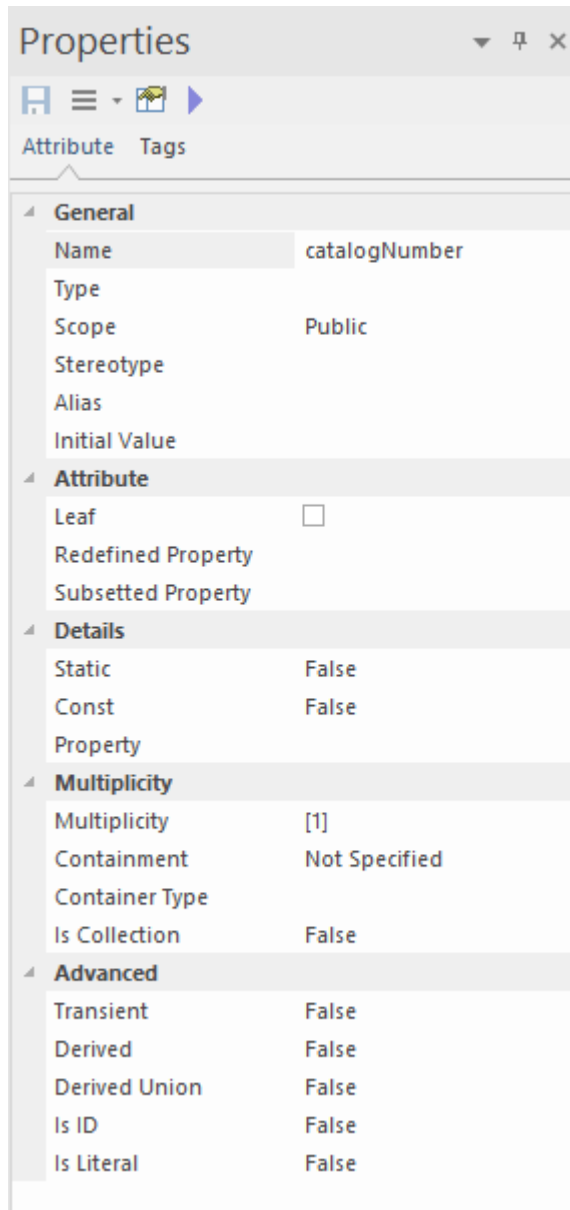 Properties
Attribute Tags
General
Name catalogNumber
Type
Scope Public
Stereotype
Alias
Initial Value
Attribute
Leaf
Redefined Property
Subsetted Property
Details
Static False
Const False
Property
Multiplicity
Multiplicity [1]
Containment Not Specified
Container Type
Is Collection False
Advanced
Transient False
Derived False
Derived Union False
Is ID False
Is Literal False